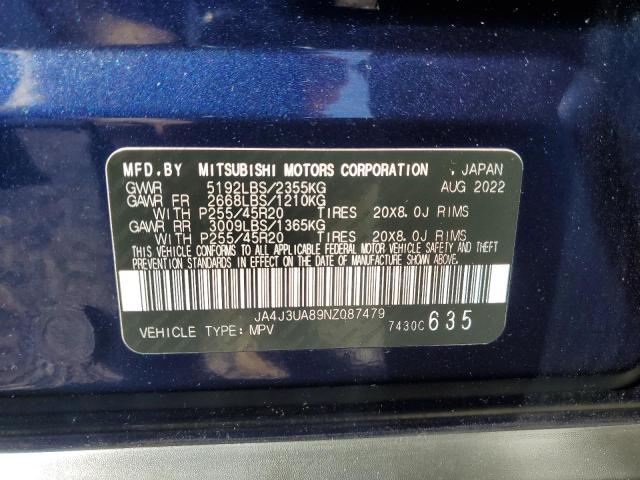 MFD.BY MITSUBISHI MOTORS CORPORATION , JAPAN
GVWR 5192LBS/2355KG AUG 2022
GAWR FR 2668LBS/1210KG
WITH P255/45R20 TIRES 20X8.0J RIMS
GAWR RR 3009LBS/1365KG
WITH P255/45R20 TIRES 20X8.0J RIMS
THIS VEHICLE CONFORMS TO ALL APPLICABLE FEDERAL MOTOR VEHICLE SAFETY AND THEFT
PREVENTION STANDARDS IN EFFECT ON THE DATE OF MANUFACTURE SHOWN ABOVE.
JA4J3UA89NZ087479
VEHICLE TYPE: MPV 7430C 635